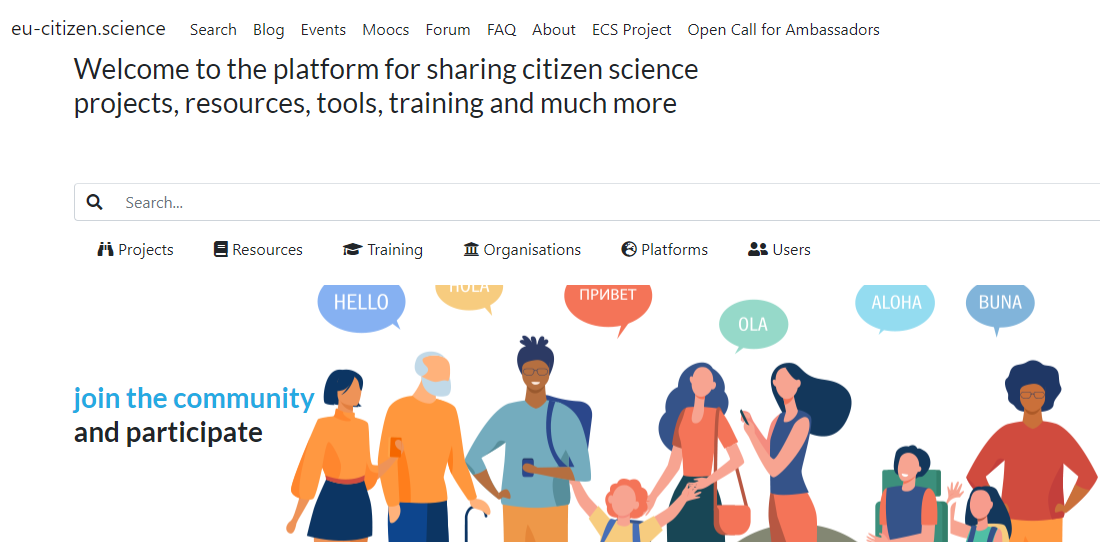 eu-citizen.science Search Blog Events Moocs Forum FAQ About ECS Project Open Call for Ambassadors
Welcome to the platform for sharing citizen science
projects, resources, tools, training and much more
Search...
Projects Resources Training Organisations Platforms Users
HELLO HOLA ПРИВЕТ OLA ALOHA BUNA
join the community
and participate